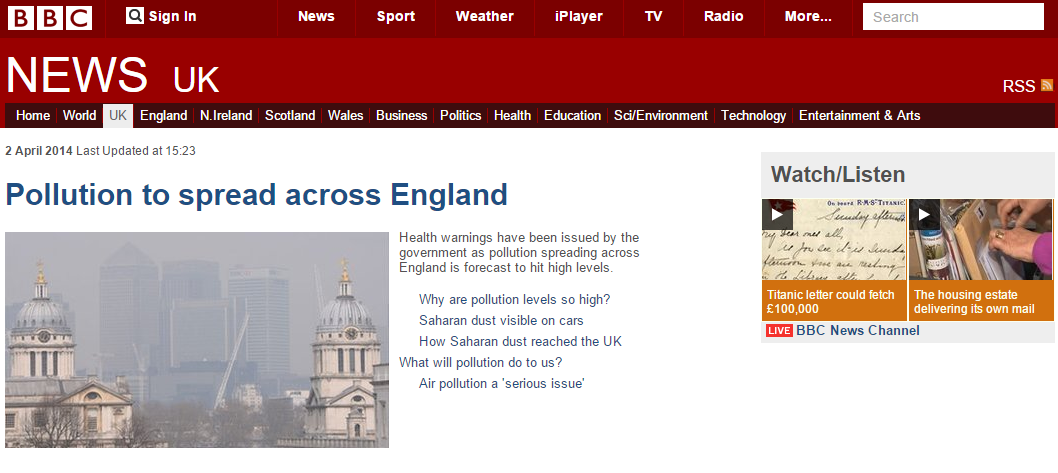 BBC Sign In News Sport Weather iPlayer TV Radio More... Search
NEWS UK
RSS
Home World UK England N.Ireland Scotland Wales Business Politics Health Education Sci/Environment Technology Entertainment & Arts
2 April 2014 Last Updated at 15:23
Pollution to spread across England
Health warnings have been issued by the
government as pollution spreading across
England is forecast to hit high levels.
Why are pollution levels so high?
Saharan dust visible on cars
How Saharan dust reached the UK
What will pollution do to us?
Air pollution a 'serious issue'
Watch/Listen
On board R.M.S. TITANIC.
Sunday afternoon
Titanic letter could fetch
£100,000
The housing estate
delivering its own mail
LIVE BBC News Channel